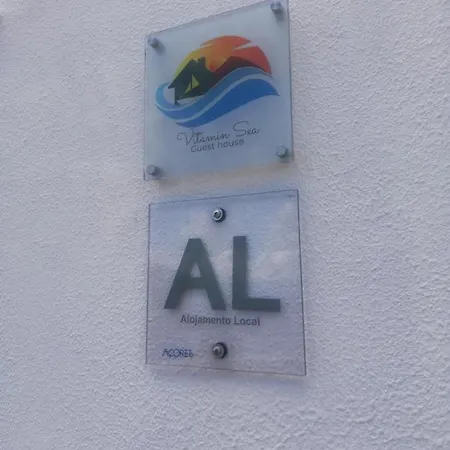 Vitamin Sea
Guest house
AL
Alojamento Local
AÇORES